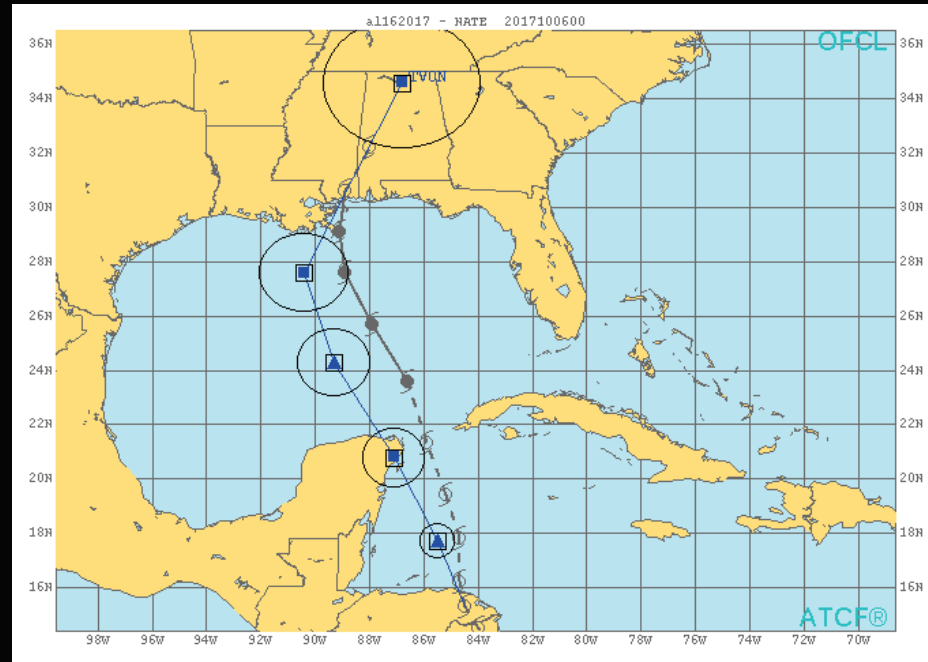 al162017 - NATE 2017100600
OFCL
36N 36N
34N 34N
32N 32N
30N 30N
28N 28N
26N 26N
24N 24N
22N 22N
20N 20N
18N 18N
16N 16N
ATCF®
98W 96W 94W 92W 90W 88W 86W 84W 82W 80W 78W 76W 74W 72W 70W